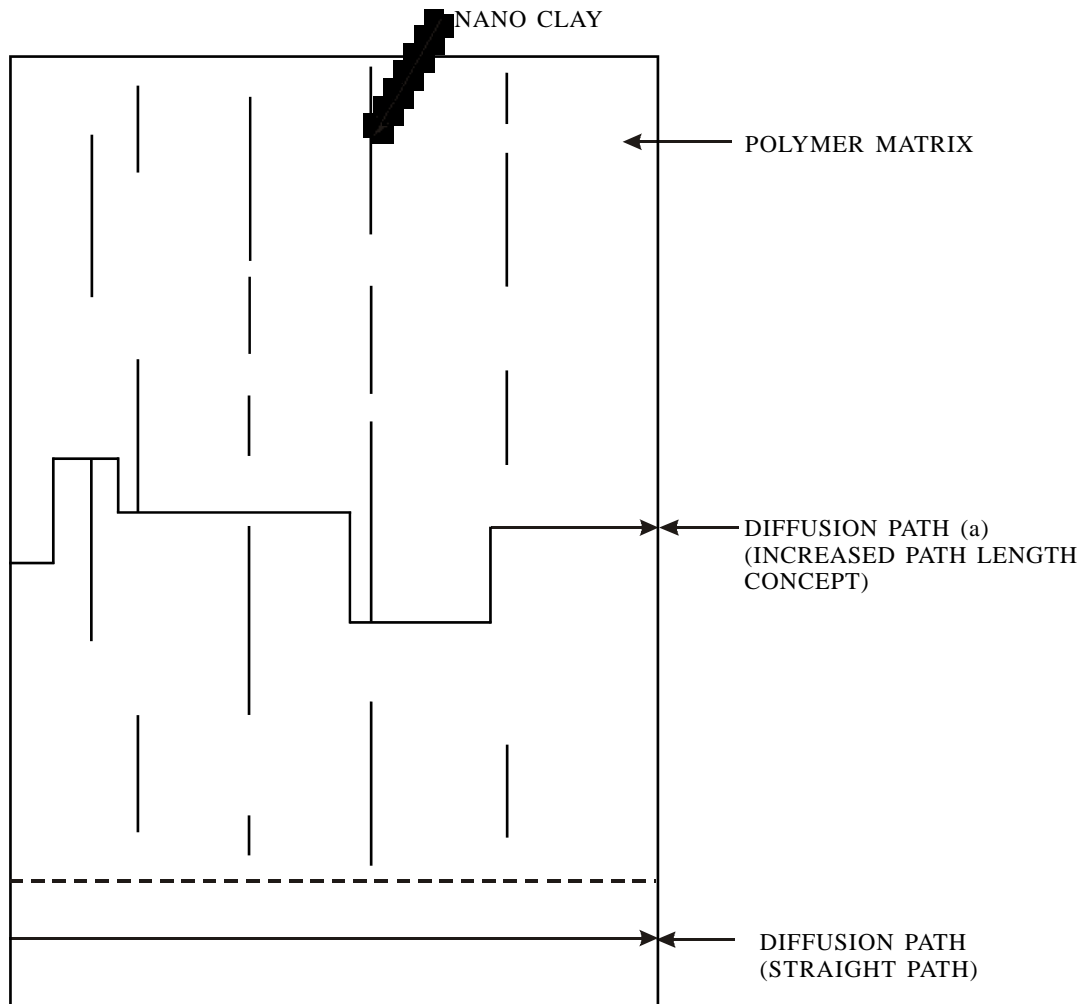 NANO CLAY
POLYMER MATRIX
DIFFUSION PATH (a)
(INCREASED PATH LENGTH
CONCEPT)
DIFFUSION PATH
(STRAIGHT PATH)